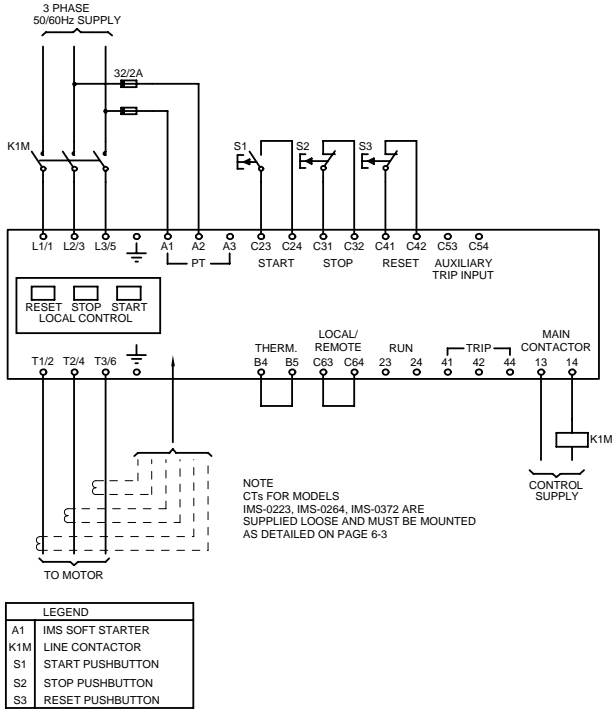 3 PHASE
50/60Hz SUPPLY
32/2A
K1M
S1 S2 S3
L1/1 L2/3 L3/5 A1 A2 A3 C23 C24 C31 C32 C41 C42 C53 C54
PT START STOP RESET AUXILIARY
TRIP INPUT
RESET STOP START
LOCAL CONTROL
THERM. LOCAL/
REMOTE RUN TRIP MAIN
CONTACTOR
T1/2 T2/4 T3/6 B4 B5 C63 C64 23 24 41 42 44 13 14
K1M
CONTROL
SUPPLY
NOTE
CTs FOR MODELS
IMS-0223, IMS-0264, IMS-0372 ARE
SUPPLIED LOOSE AND MUST BE MOUNTED
AS DETAILED ON PAGE 6-3
TO MOTOR
LEGEND
A1 IMS SOFT STARTER
K1M LINE CONTACTOR
S1 START PUSHBUTTON
S2 STOP PUSHBUTTON
S3 RESET PUSHBUTTON